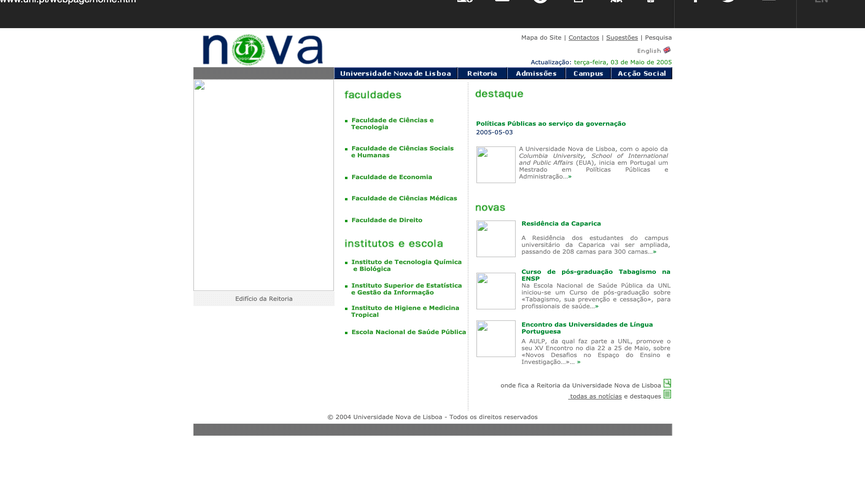 www.unl.pt/webpage/home.htm
EN
nova
Mapa do Site | Contactos | Sugestões | Pesquisa
English
Actualização: terça-feira, 03 de Maio de 2005
Universidade Nova de Lisboa | Reitoria | Admissões | Campus | Acção Social
Edifício da Reitoria
faculdades
Faculdade de Ciências e
Tecnologia
Faculdade de Ciências Sociais
e Humanas
Faculdade de Economia
Faculdade de Ciências Médicas
Faculdade de Direito
institutos e escola
Instituto de Tecnologia Química
e Biológica
Instituto Superior de Estatística
e Gestão da Informação
Instituto de Higiene e Medicina
Tropical
Escola Nacional de Saúde Pública
destaque
Políticas Públicas ao serviço da governação
2005-05-03
A Universidade Nova de Lisboa, com o apoio da
Columbia University, School of International
and Public Affairs (EUA), inicia em Portugal um
Mestrado em Políticas Públicas e
Administração...»
novas
Residência da Caparica
A Residência dos estudantes do campus
universitário da Caparica vai ser ampliada,
passando de 208 camas para 300 camas...»
Curso de pós-graduação Tabagismo na
ENSP
Na Escola Nacional de Saúde Pública da UNL
iniciou-se um Curso de pós-graduação sobre
«Tabagismo, sua prevenção e cessação», para
profissionais de saúde...»
Encontro das Universidades de Língua
Portuguesa
A AULP, da qual faz parte a UNL, promove o
seu XV Encontro no dia 22 a 25 de Maio, sobre
«Novos Desafios no Espaço do Ensino e
Investigação...»... »
onde fica a Reitoria da Universidade Nova de Lisboa
todas as notícias e destaques
© 2004 Universidade Nova de Lisboa - Todos os direitos reservados